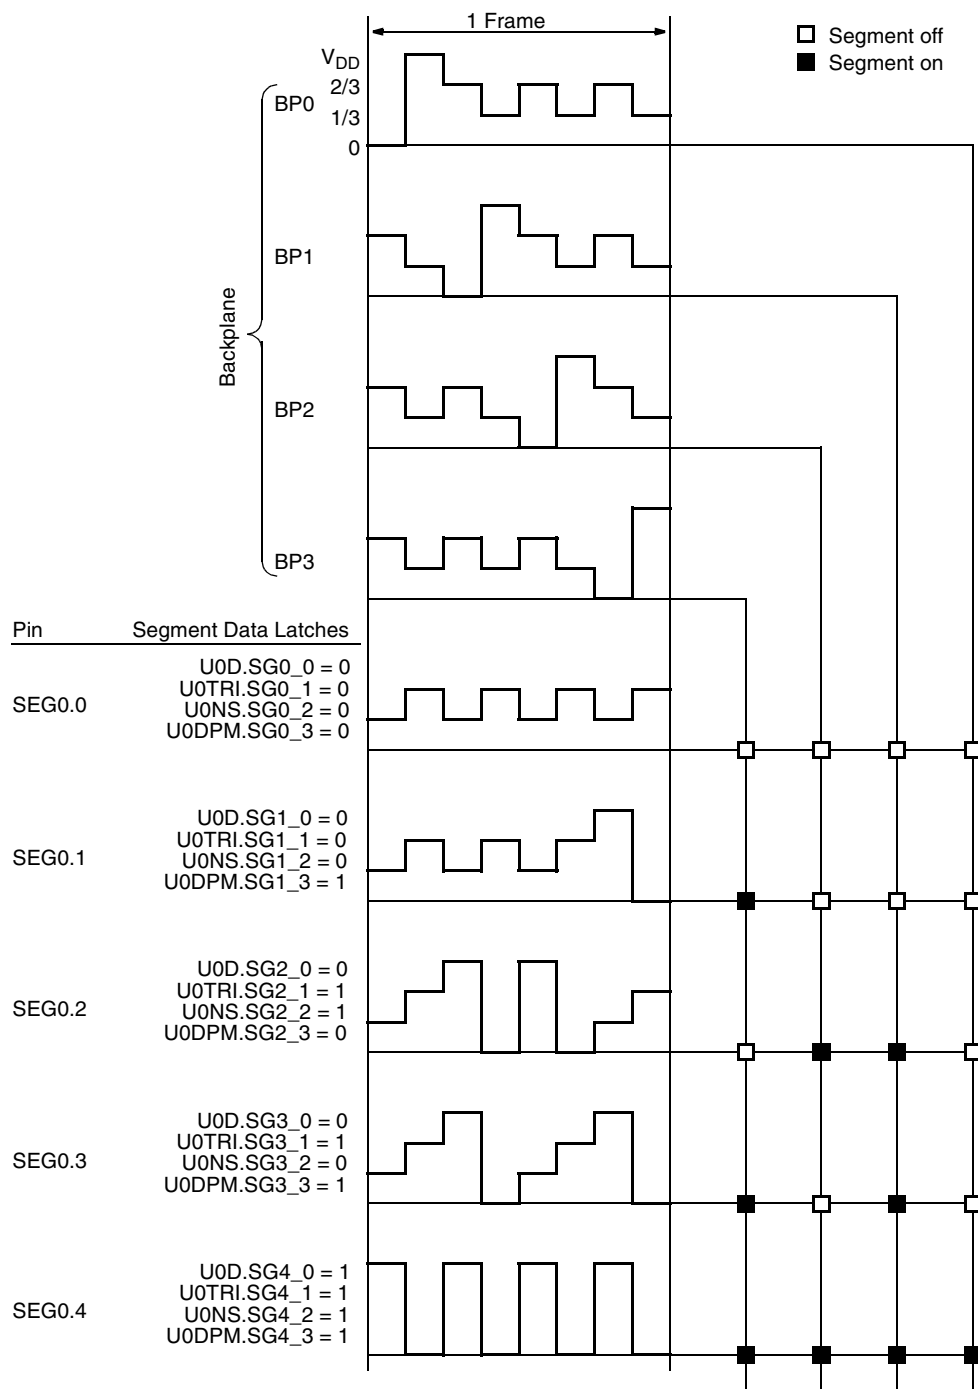 1 Frame
Segment off
Segment on
VDD
2/3
1/3
0
BP0
BP1
Backplane
BP2
BP3
Pin Segment Data Latches
SEG0.0
U0D.SG0_0 = 0
U0TRI.SG0_1 = 0
U0NS.SG0_2 = 0
U0DPM.SG0_3 = 0
SEG0.1
U0D.SG1_0 = 0
U0TRI.SG1_1 = 0
U0NS.SG1_2 = 0
U0DPM.SG1_3 = 1
SEG0.2
U0D.SG2_0 = 0
U0TRI.SG2_1 = 1
U0NS.SG2_2 = 1
U0DPM.SG2_3 = 0
SEG0.3
U0D.SG3_0 = 0
U0TRI.SG3_1 = 1
U0NS.SG3_2 = 0
U0DPM.SG3_3 = 1
SEG0.4
U0D.SG4_0 = 1
U0TRI.SG4_1 = 1
U0NS.SG4_2 = 1
U0DPM.SG4_3 = 1